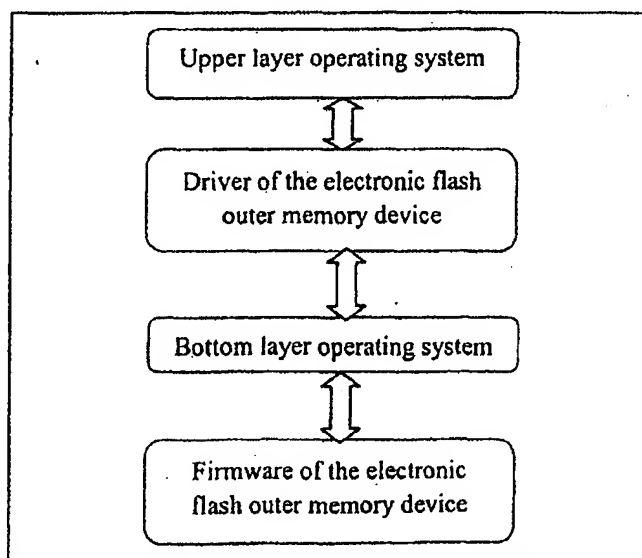 Upper layer operating system
Driver of the electronic flash
outer memory device
Bottom layer operating system
Firmware of the electronic
flash outer memory device